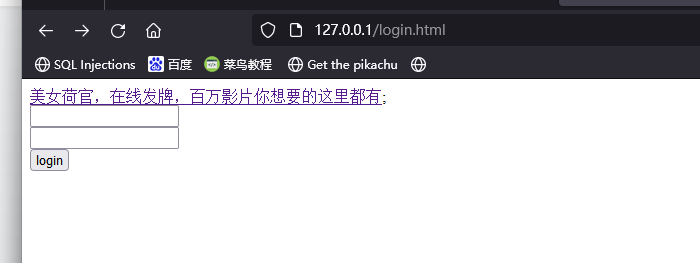 127.0.0.1/login.html
SQL Injections 百度 菜鸟教程 Get the pikachu
美女荷官，在线发牌，百万影片你想要的这里都有;
login